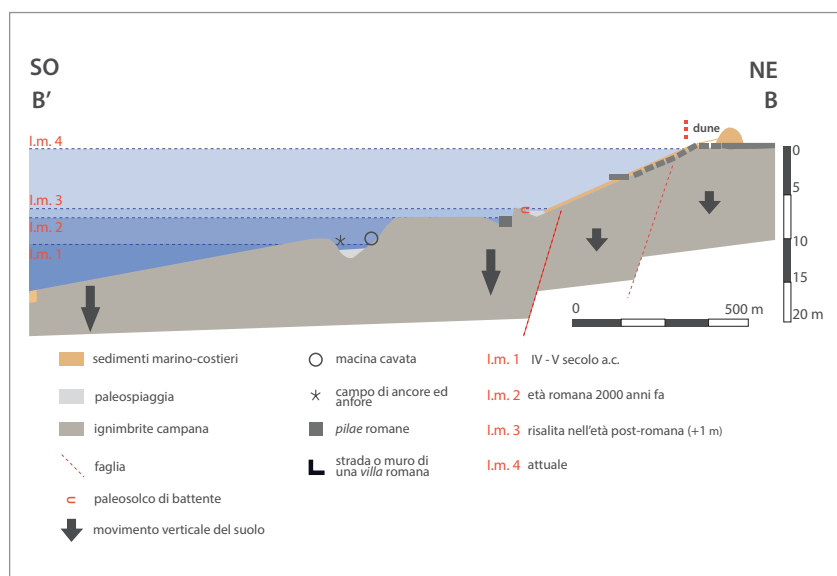 SO
B’
NE
B
dune
l.m. 4
l.m. 3
l.m. 2
l.m. 1
0
5
10
15
20 m
0
500 m
sedimenti marino-costieri
paleospiaggia
ignimbrite campana
faglia
paleosolco di battente
movimento verticale del suolo
macina cavata
campo di ancore ed
anfore
pilae romane
strada o muro di
una villa romana
l.m. 1 IV - V secolo a.c.
l.m. 2 età romana 2000 anni fa
l.m. 3 risalita nell’età post-romana (+1 m)
l.m. 4 attuale